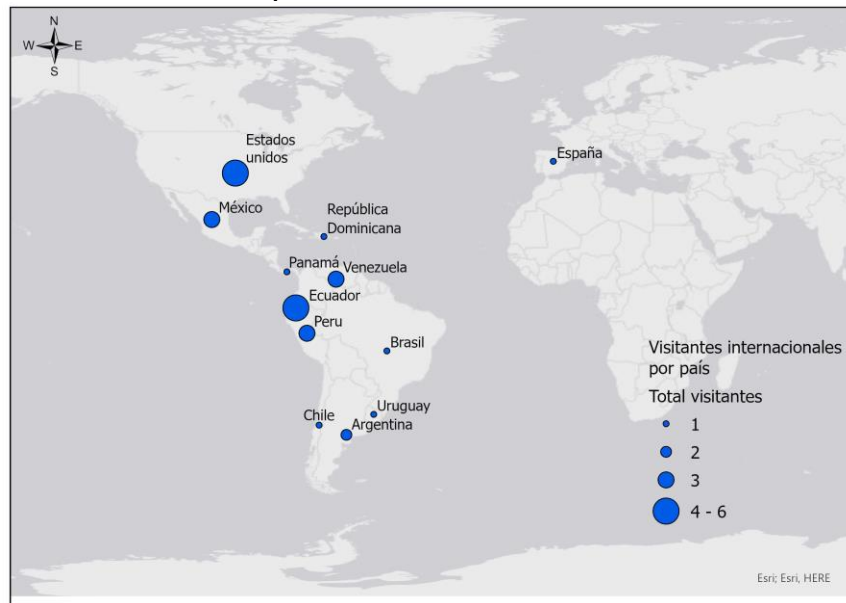 N
W E
S
Estados
unidos
España
México
República
Dominicana
Panamá
Venezuela
Ecuador
Peru
Brasil
Visitantes internacionales
por país
Total visitantes
Uruguay
Chile
Argentina
1
2
3
4 - 6
Esri; Esri, HERE